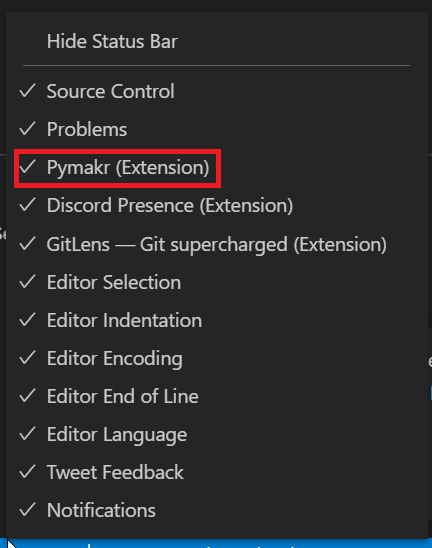 Hide Status Bar
Source Control
Problems
Pymakr (Extension)
Discord Presence (Extension)
GitLens — Git supercharged (Extension)
Editor Selection
Editor Indentation
Editor Encoding
Editor End of Line
Editor Language
Tweet Feedback
Notifications